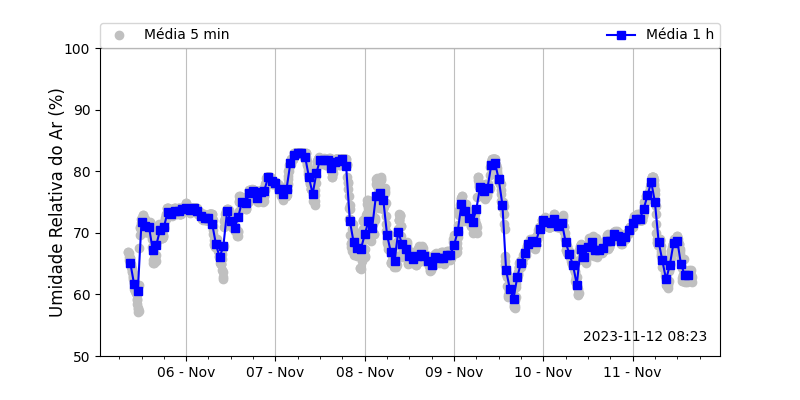 Média 5 min
Média 1 h
Umidade Relativa do Ar (%)
100
90
80
70
60
50
2023-11-12 08:23
06 - Nov
07 - Nov
08 - Nov
09 - Nov
10 - Nov
11 - Nov